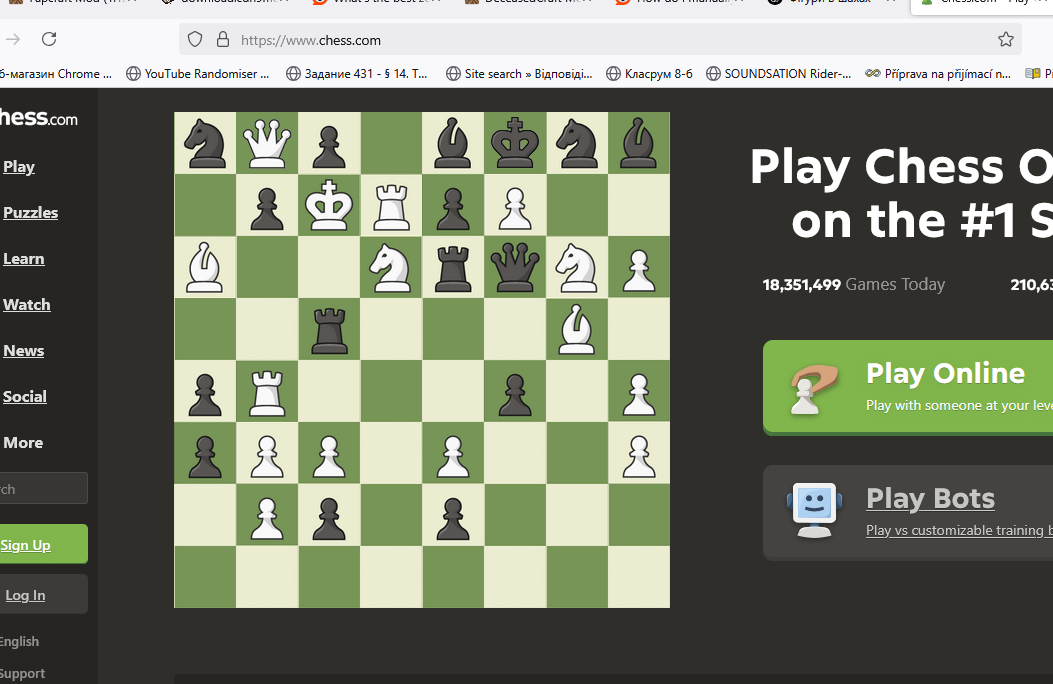 https://www.chess.com
б-магазин Chrome ...
YouTube Randomiser ...
Задание 431 - § 14. Т...
Site search » Відповіді...
Класрум 8-6
SOUNDSATION Rider-...
Příprava na přijímací n...
hess.com
Play
Puzzles
Learn
Watch
News
Social
More
rch
Sign Up
Log In
English
Support
Play Chess O
on the #1 S
18,351,499 Games Today
210,63
Play Online
Play with someone at your leve
Play Bots
Play vs customizable training b